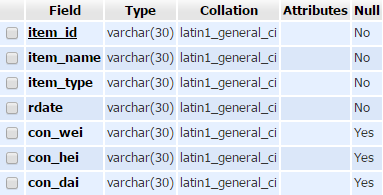 Field Type Collation Attributes Null
item_id varchar(30) latin1_general_ci No
item_name varchar(30) latin1_general_ci No
item_type varchar(30) latin1_general_ci No
rdate varchar(30) latin1_general_ci No
con_wei varchar(30) latin1_general_ci Yes
con_hei varchar(30) latin1_general_ci Yes
con_dai varchar(30) latin1_general_ci Yes